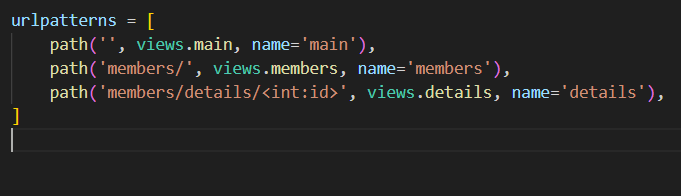 urlpatterns = [
    path('', views.main, name='main'),
    path('members/', views.members, name='members'),
    path('members/details/<int:id>', views.details, name='details'),
]